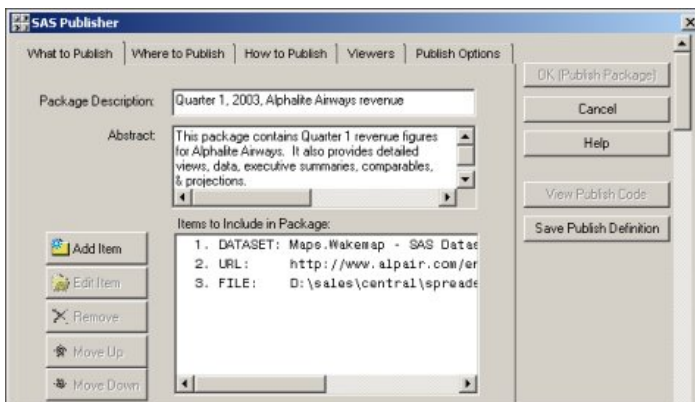 SAS Publisher
What to Publish
Where to Publish
How to Publish
Viewers
Publish Options
Package Description:
Quarter 1, 2003, Alphalite Airways revenue
Abstract:
This package contains Quarter 1 revenue figures
for Alphalite Airways. It also provides detailed
views, data, executive summaries, comparables,
& projections.
Items to Include in Package:
1. DATASET: Maps.Wakemap - SAS Datas
2. URL: http://www.alpair.com/er
3. FILE: D:\sales\central\spreads
Add Item
Edit Item
Remove
Move Up
Move Down
OK (Publish Package)
Cancel
Help
View Publish Code
Save Publish Definition